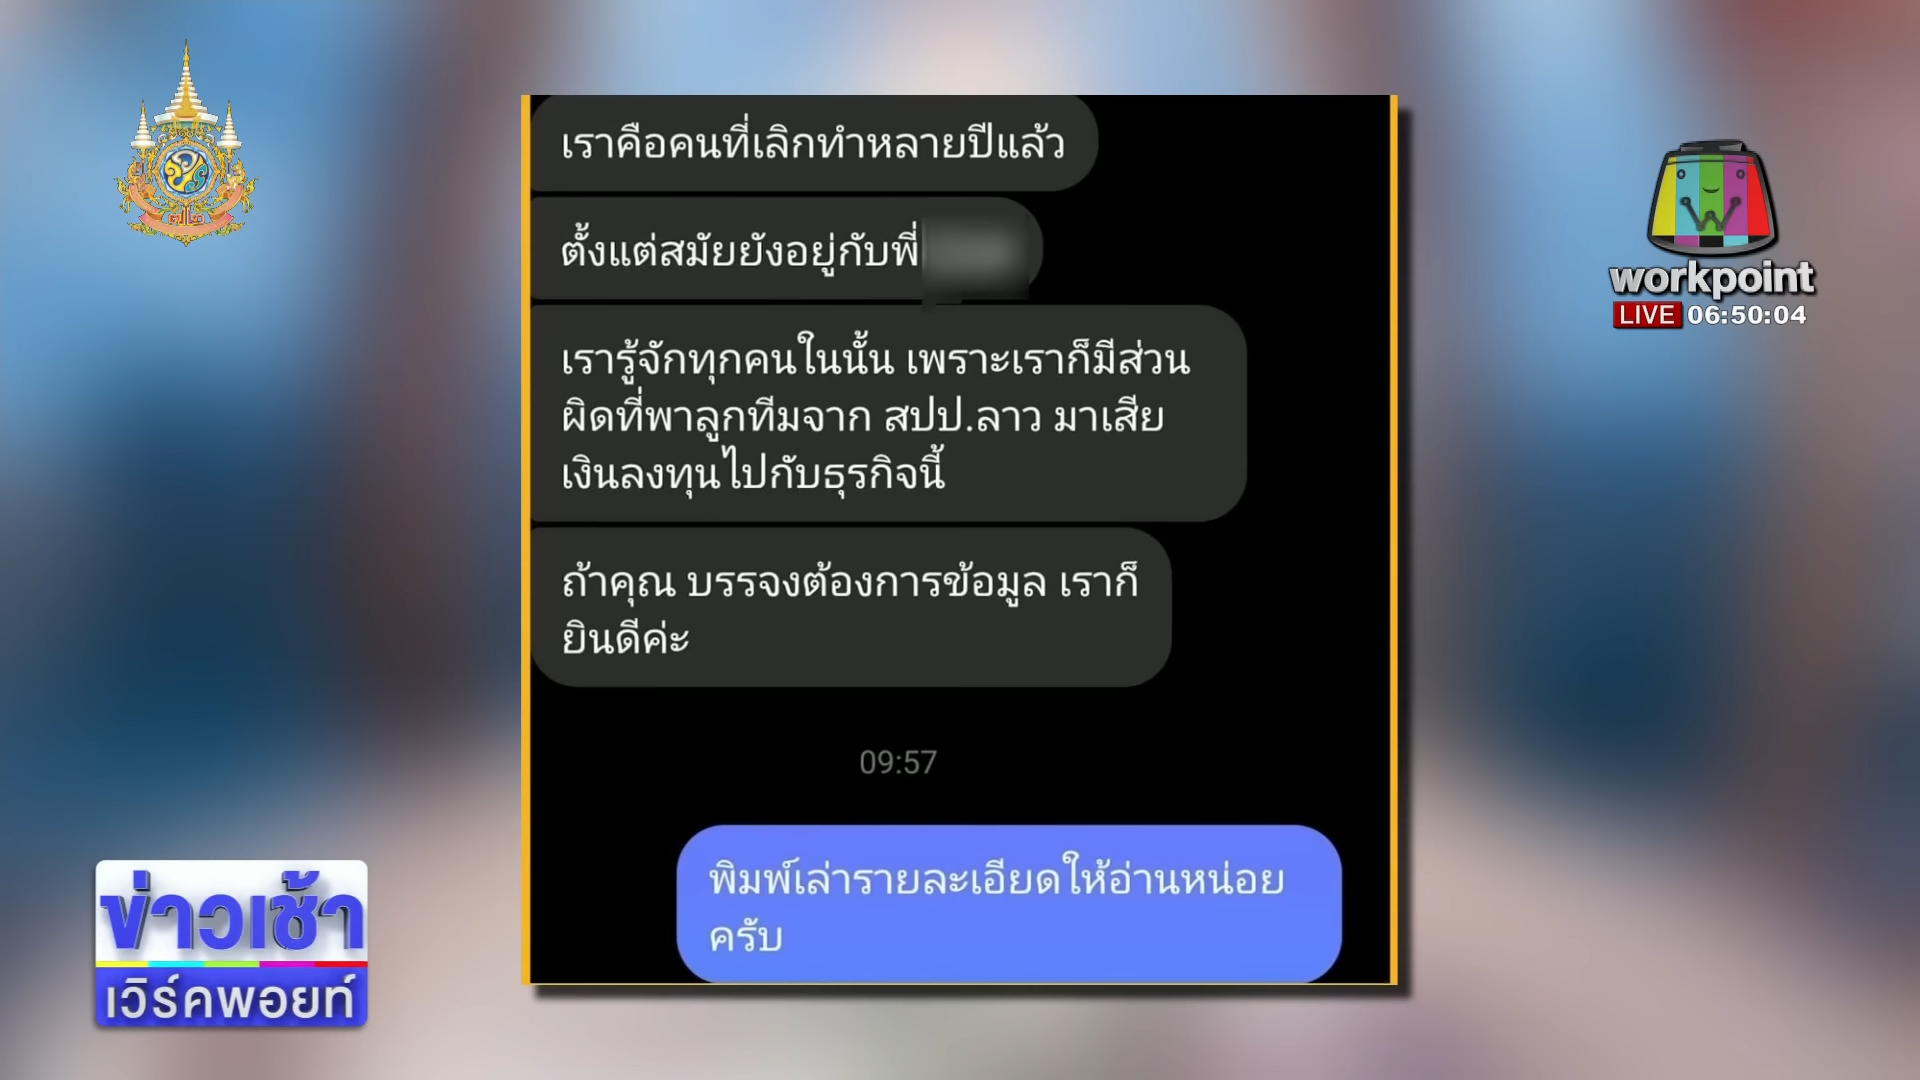 เราคือคนที่เลิกทำหลายปีแล้ว
ตั้งแต่สมัยยังอยู่กับพี่
เรารู้จักทุกคนในนั้น เพราะเราก็มีส่วน
ผิดที่พาลูกทีมจาก สปป.ลาว มาเสีย
เงินลงทุนไปกับธุรกิจนี้
ถ้าคุณ บรรจงต้องการข้อมูล เราก็
ยินดีค่ะ
09:57
พิมพ์เล่ารายละเอียดให้อ่านหน่อย
ครับ
workpoint
LIVE 06:50:04
ข่าวเช้า
เวิร์คพอยท์
๗๒